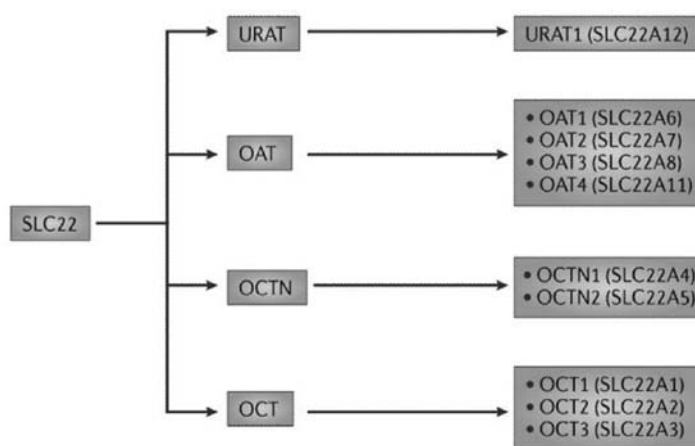 URAT
URAT1 (SLC22A12)
OAT
• OAT1 (SLC22A6)
• OAT2 (SLC22A7)
• OAT3 (SLC22A8)
• OAT4 (SLC22A11)
SLC22
OCTN
• OCTN1 (SLC22A4)
• OCTN2 (SLC22A5)
OCT
• OCT1 (SLC22A1)
• OCT2 (SLC22A2)
• OCT3 (SLC22A3)